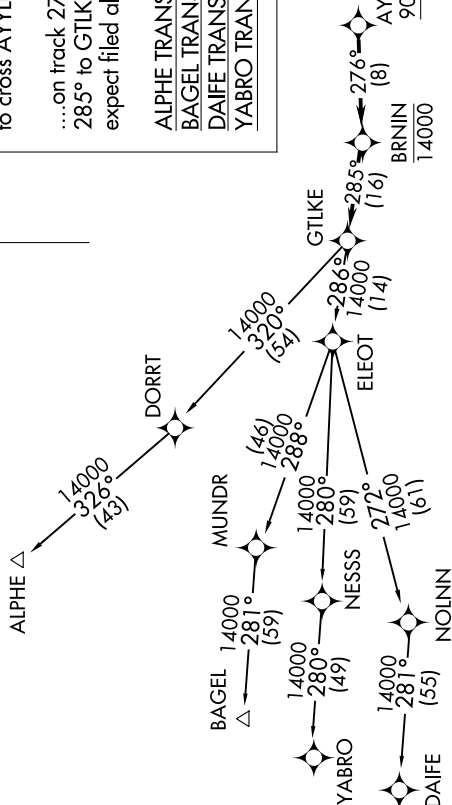 to cross AYYL
....on track 27
285° to GTLK
expect filed al
ALPHE TRANS
BAGEL TRAN
DAIFE TRANS
YABRO TRAN
AY
90
276°
(8)
BRNIN
14000
285°
(16)
GTLKE
286°
14000
(14)
ELEOT
14000
320°
(54)
DORRT
14000
326°
(43)
ALPHE
(46)
14000
288°
MUNDR
14000
281°
(59)
BAGEL
14000
280°
(59)
NESSS
14000
280°
(49)
YABRO
272°
14000
(61)
NOLNN
14000
281°
(55)
DAIFE